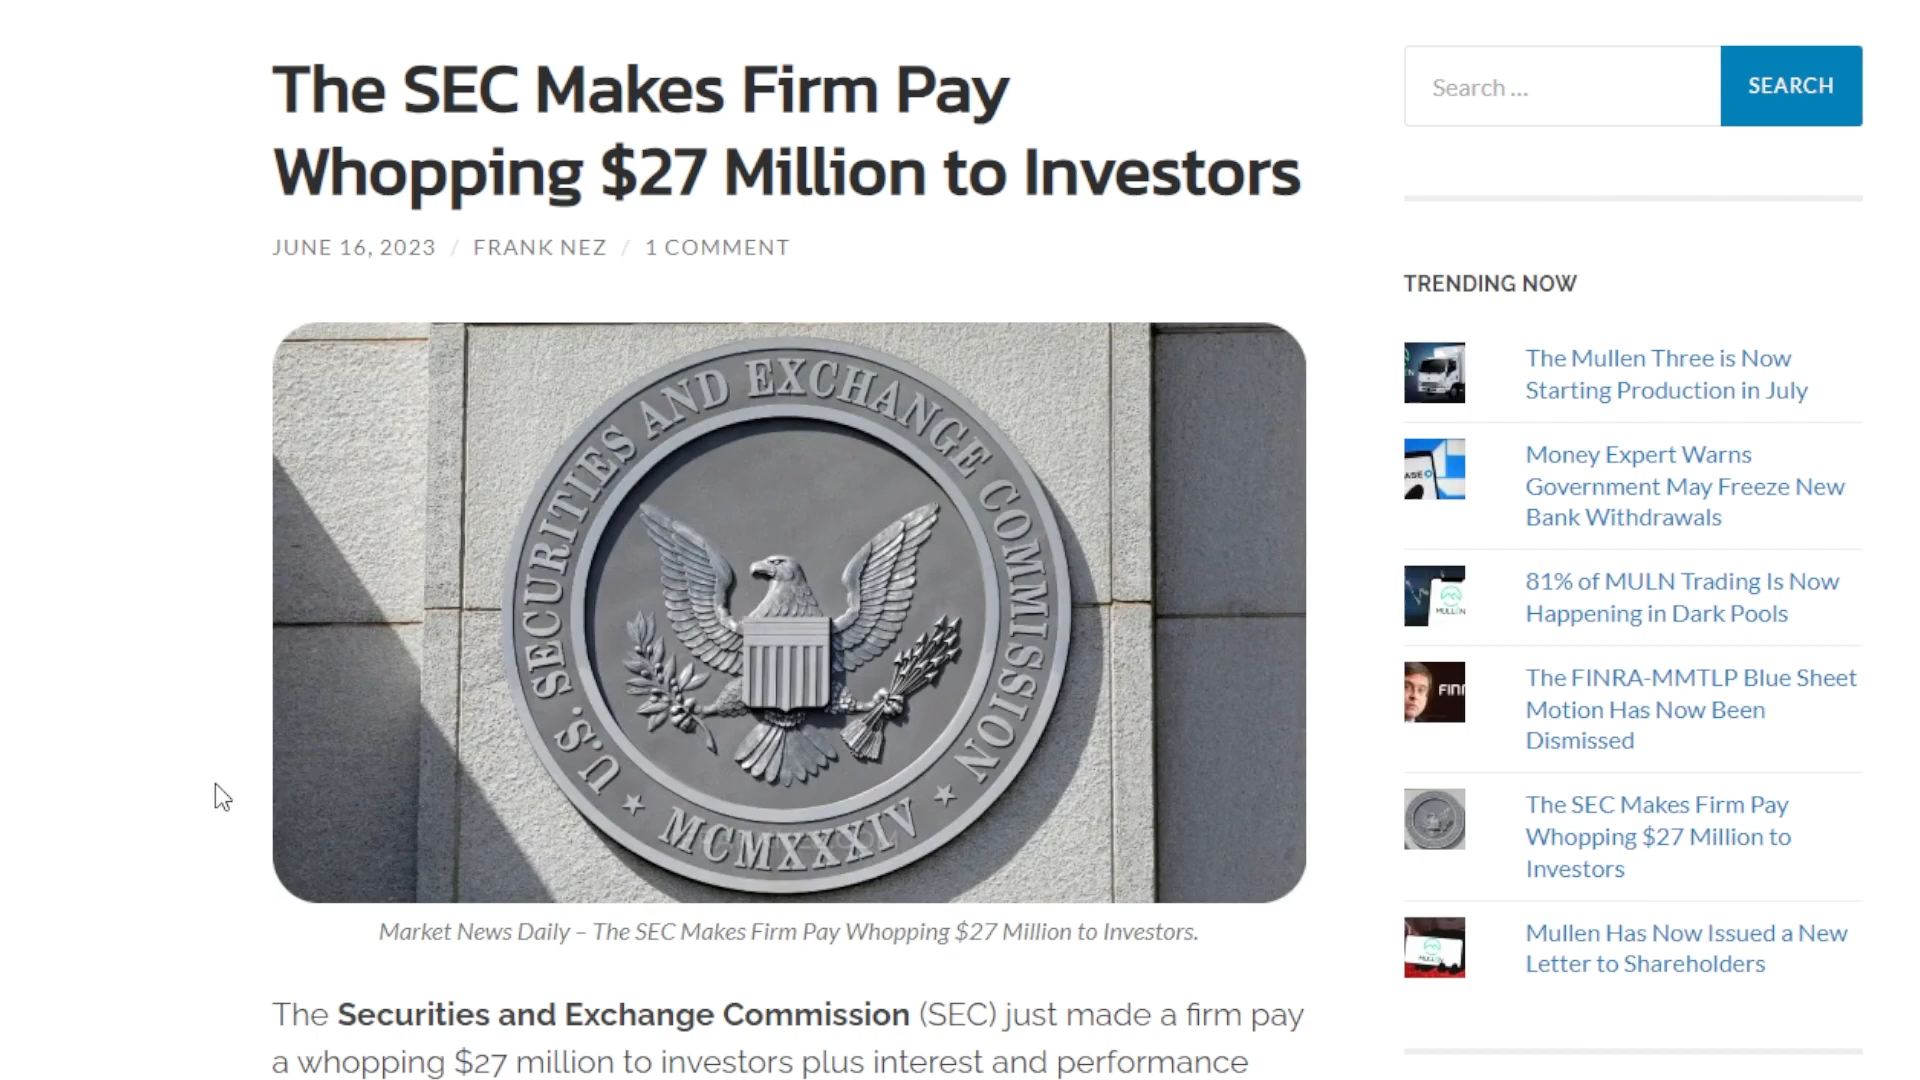 The SEC Makes Firm Pay
Whopping $27 Million to Investors
JUNE 16, 2023 / FRANK NEZ / 1 COMMENT
U.S. SECURITIES AND EXCHANGE COMMISSION
MCMXXXIV
Market News Daily – The SEC Makes Firm Pay Whopping $27 Million to Investors.
The Securities and Exchange Commission (SEC) just made a firm pay
a whopping $27 million to investors plus interest and performance
Search ...
SEARCH
TRENDING NOW
The Mullen Three is Now
Starting Production in July
Money Expert Warns
Government May Freeze New
Bank Withdrawals
ASE
81% of MULN Trading Is Now
Happening in Dark Pools
MULLEN
The FINRA-MMTLP Blue Sheet
Motion Has Now Been
Dismissed
FIN
The SEC Makes Firm Pay
Whopping $27 Million to
Investors
Mullen Has Now Issued a New
Letter to Shareholders
MULLEN